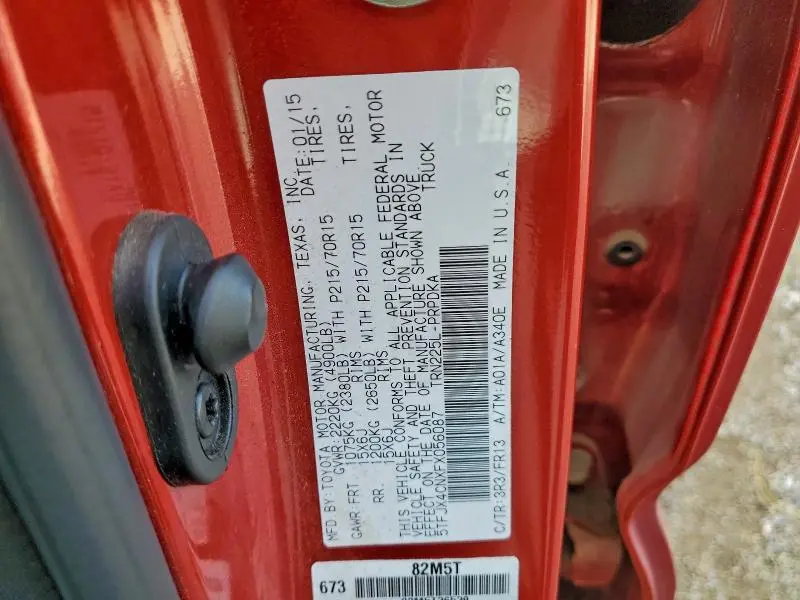 MFD.BY:TOYOTA MOTOR MANUFACTURING, TEXAS, INC. DATE:01/15
GVWR:2220KG (4900LB)
GAWR:FRT. 1075KG (2380LB) WITH P215/70R15 TIRES,
15X6J RIMS
RR. 1200KG (2650LB) WITH P215/70R15 TIRES,
15X6J RIMS
THIS VEHICLE CONFORMS TO ALL APPLICABLE FEDERAL MOTOR
VEHICLE SAFETY AND THEFT PREVENTION STANDARDS IN
EFFECT ON THE DATE OF MANUFACTURE SHOWN ABOVE.
5TFJX4CNXFX056087 TRN225L-PRPDKA TRUCK
C/TR:3R3/FR13 A/TM:A01A/A340E MADE IN U.S.A. 673
82M5T
673